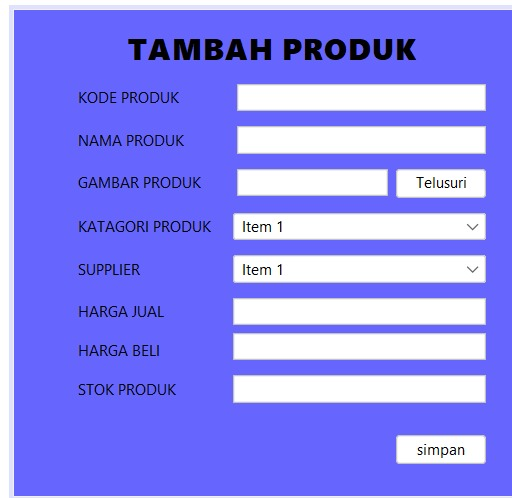 TAMBAH PRODUK
KODE PRODUK
NAMA PRODUK
GAMBAR PRODUK Telusuri
KATAGORI PRODUK Item 1
SUPPLIER Item 1
HARGA JUAL
HARGA BELI
STOK PRODUK
simpan